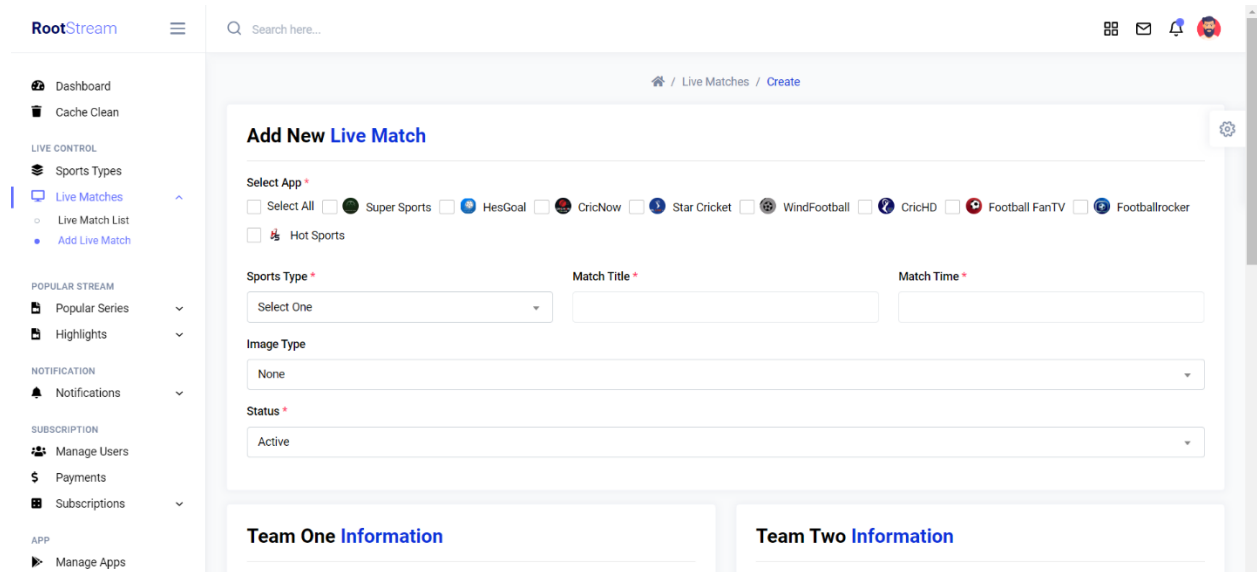 RootStream
Search here...
Dashboard
Cache Clean
LIVE CONTROL
Sports Types
Live Matches
Live Match List
Add Live Match
POPULAR STREAM
Popular Series
Highlights
NOTIFICATION
Notifications
SUBSCRIPTION
Manage Users
Payments
Subscriptions
APP
Manage Apps
/ Live Matches / Create
Add New Live Match
Select App *
Select All Super Sports HesGoal CricNow Star Cricket WindFootball CricHD Football FanTV Footballrocker
Hot Sports
Sports Type * Match Title * Match Time *
Select One
Image Type
None
Status *
Active
Team One Information Team Two Information